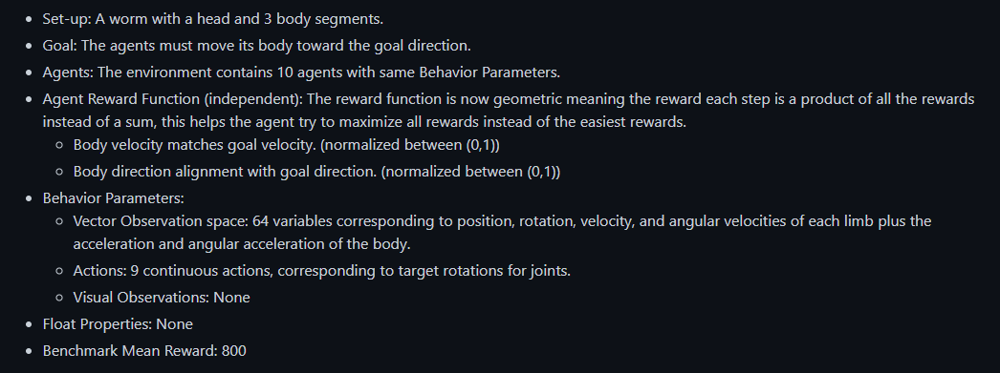 Set-up: A worm with a head and 3 body segments.
Goal: The agents must move its body toward the goal direction.
Agents: The environment contains 10 agents with same Behavior Parameters.
Agent Reward Function (independent): The reward function is now geometric meaning the reward each step is a product of all the rewards
instead of a sum, this helps the agent try to maximize all rewards instead of the easiest rewards.
Body velocity matches goal velocity. (normalized between (0,1))
Body direction alignment with goal direction. (normalized between (0,1))
Behavior Parameters:
Vector Observation space: 64 variables corresponding to position, rotation, velocity, and angular velocities of each limb plus the
acceleration and angular acceleration of the body.
Actions: 9 continuous actions, corresponding to target rotations for joints.
Visual Observations: None
Float Properties: None
Benchmark Mean Reward: 800